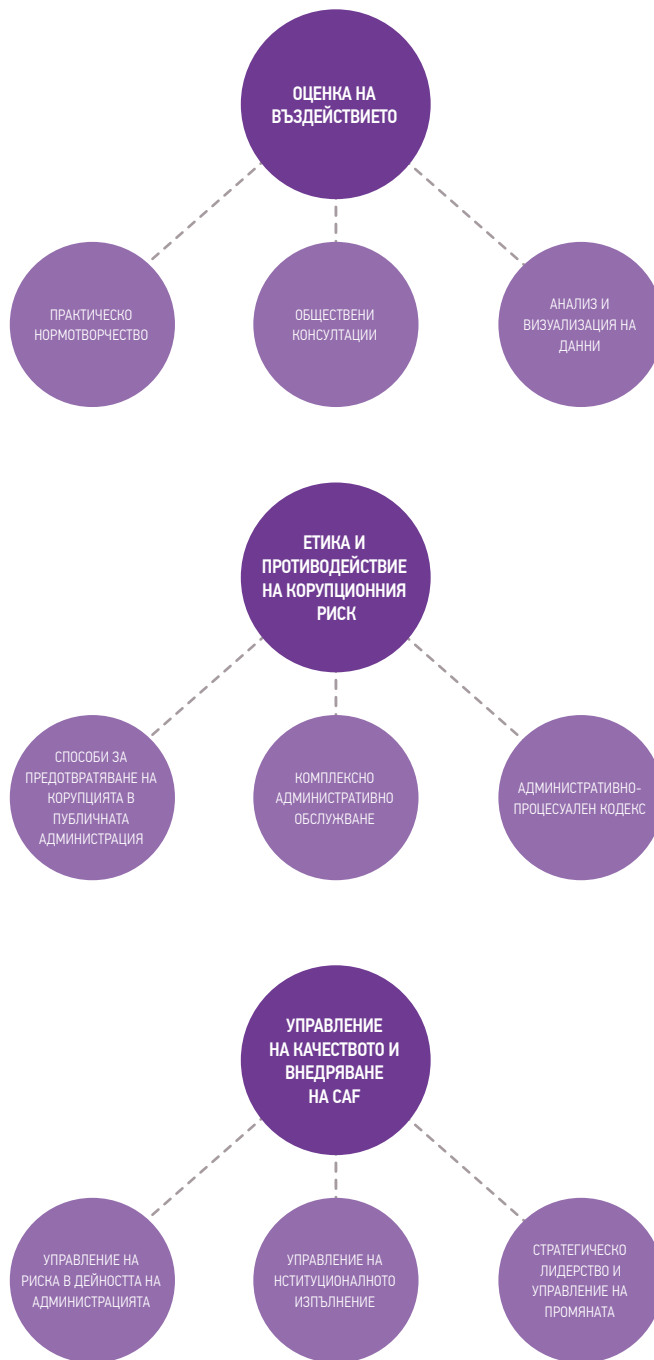 ОЦЕНКА НА
ВЪЗДЕЙСТВИЕТО
ПРАКТИЧЕСКО
НОРМОТВОРЧЕСТВО
ОБЩЕСТВЕНИ
КОНСУЛТАЦИИ
АНАЛИЗ И
ВИЗУАЛИЗАЦИЯ НА
ДАННИ
ЕТИКА И
ПРОТИВОДЕЙСТВИЕ
НА КОРУПЦИОННИЯ
РИСК
СПОСОБИ ЗА
ПРЕДОТВРАТЯВАНЕ НА
КОРУПЦИЯТА В
ПУБЛИЧНАТА
АДМИНИСТРАЦИЯ
КОМПЛЕКСНО
АДМИНИСТРАТИВНО
ОБСЛУЖВАНЕ
АДМИНИСТРАТИВНО-
ПРОЦЕСУАЛЕН КОДЕКС
УПРАВЛЕНИЕ
НА КАЧЕСТВОТО И
ВНЕДРЯВАНЕ
НА CAF
УПРАВЛЕНИЕ НА
РИСКА В ДЕЙНОСТТА НА
АДМИНИСТРАЦИЯТА
УПРАВЛЕНИЕ НА
НСТИТУЦИОНАЛНОТО
ИЗПЪЛНЕНИЕ
СТРАТЕГИЧЕСКО
ЛИДЕРСТВО И
УПРАВЛЕНИЕ НА
ПРОМЯНАТА